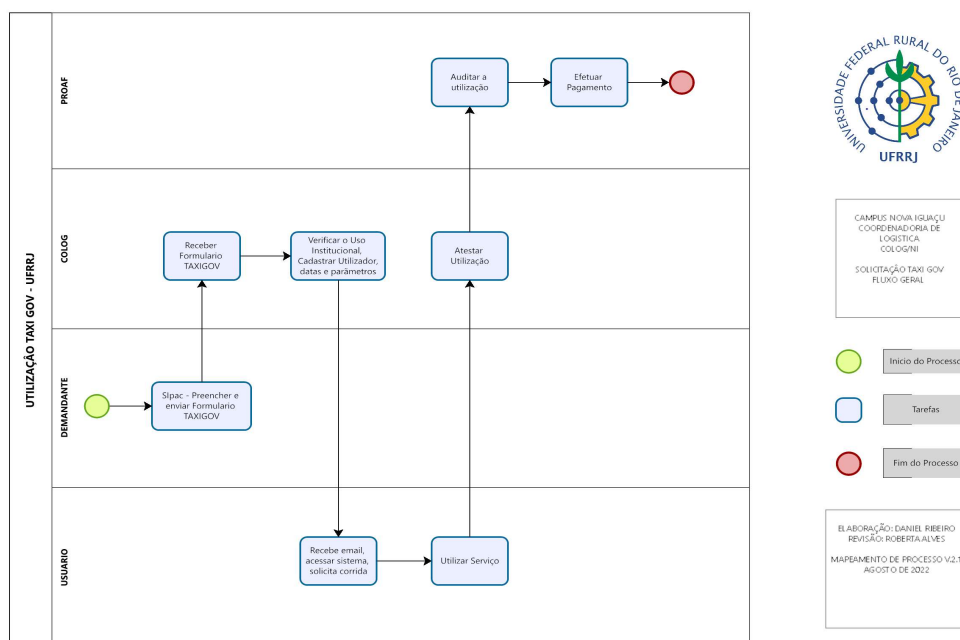 UTILIZAÇÃO TAXI GOV - UFRRJ
PROAF
Auditar a
utilização
Efetuar
Pagamento
COLOG
Receber
Formulario
TAXIGOV
Verificar o Uso
Institucional,
Cadastrar Utilizador,
datas e parâmetros
Atestar
Utilização
DEMANDANTE
SIpac - Preencher e
enviar Formulario
TAXIGOV
USUARIO
Recebe email,
acessar sistema,
solicita corrida
Utilizar Serviço
UNIVERSIDADE FEDERAL RURAL DO RIO DE JANEIRO
UFRRJ
CAMPUS NOVA IGUAÇU
COORDENADORIA DE
LOGISTICA
COLOG/NI
SOLICITAÇÃO TAXI GOV
FLUXO GERAL
Inicio do Processo
Tarefas
Fim do Processo
ELABORAÇÃO: DANIEL RIBEIRO
REVISÃO: ROBERTA ALVES
MAPEAMENTO DE PROCESSO V.2.1
AGOSTO DE 2022